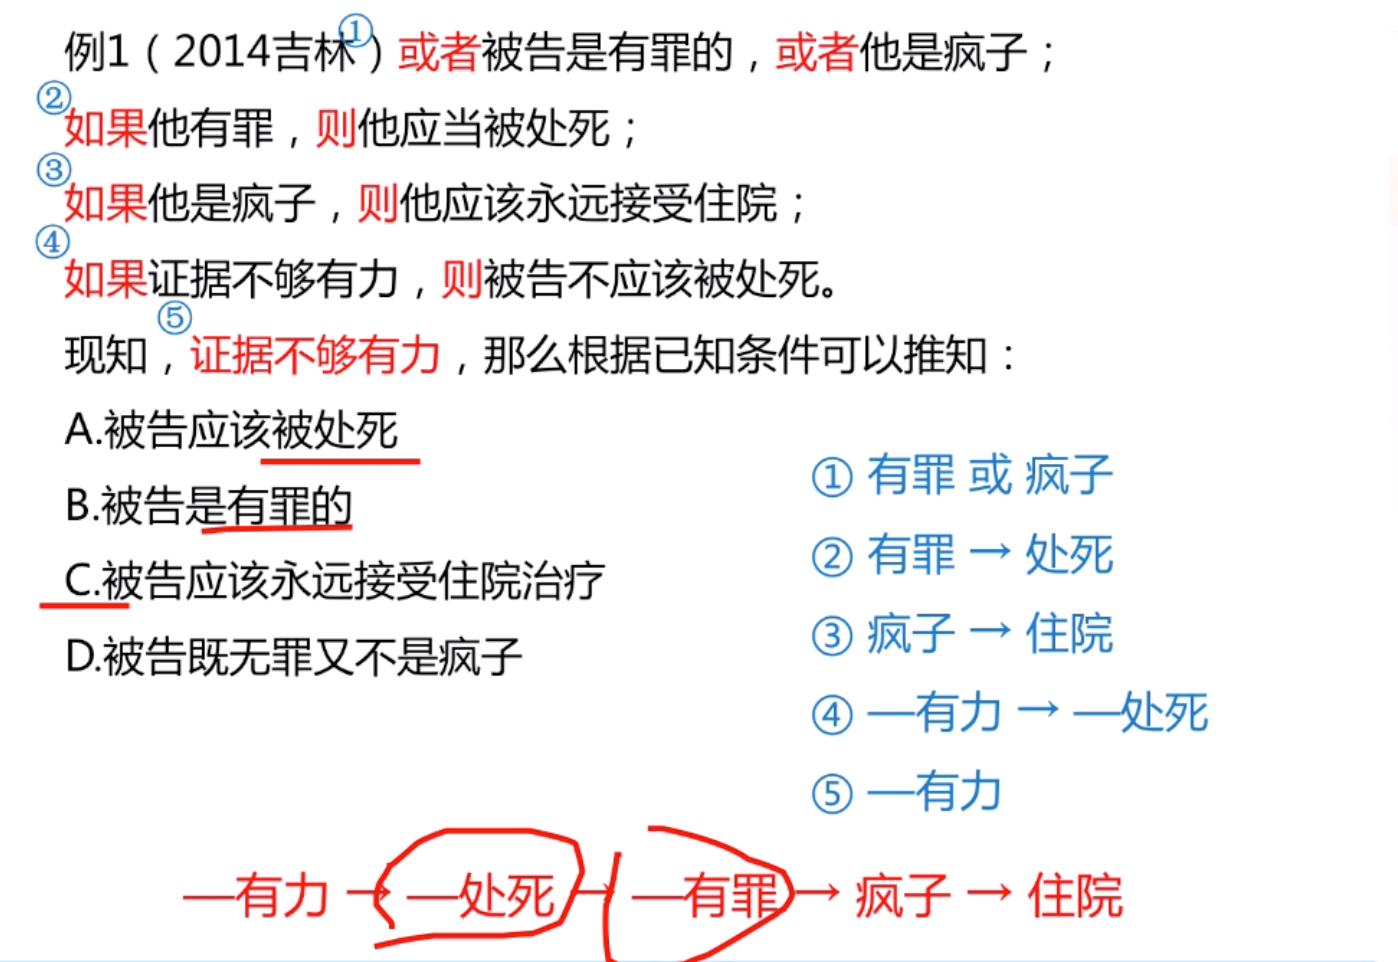 例1（2014吉林①）或者被告是有罪的，或者他是疯子；
②如果他有罪，则他应当被处死；
③如果他是疯子，则他应该永远接受住院；
④如果证据不够有力，则被告不应该被处死。
现知，⑤证据不够有力，那么根据已知条件可以推知：
A.被告应该被处死
B.被告是有罪的
C.被告应该永远接受住院治疗
D.被告既无罪又不是疯子
① 有罪 或 疯子
② 有罪 → 处死
③ 疯子 → 住院
④ —有力 → —处死
⑤ —有力
—有力 → —处死 → —有罪 → 疯子 → 住院